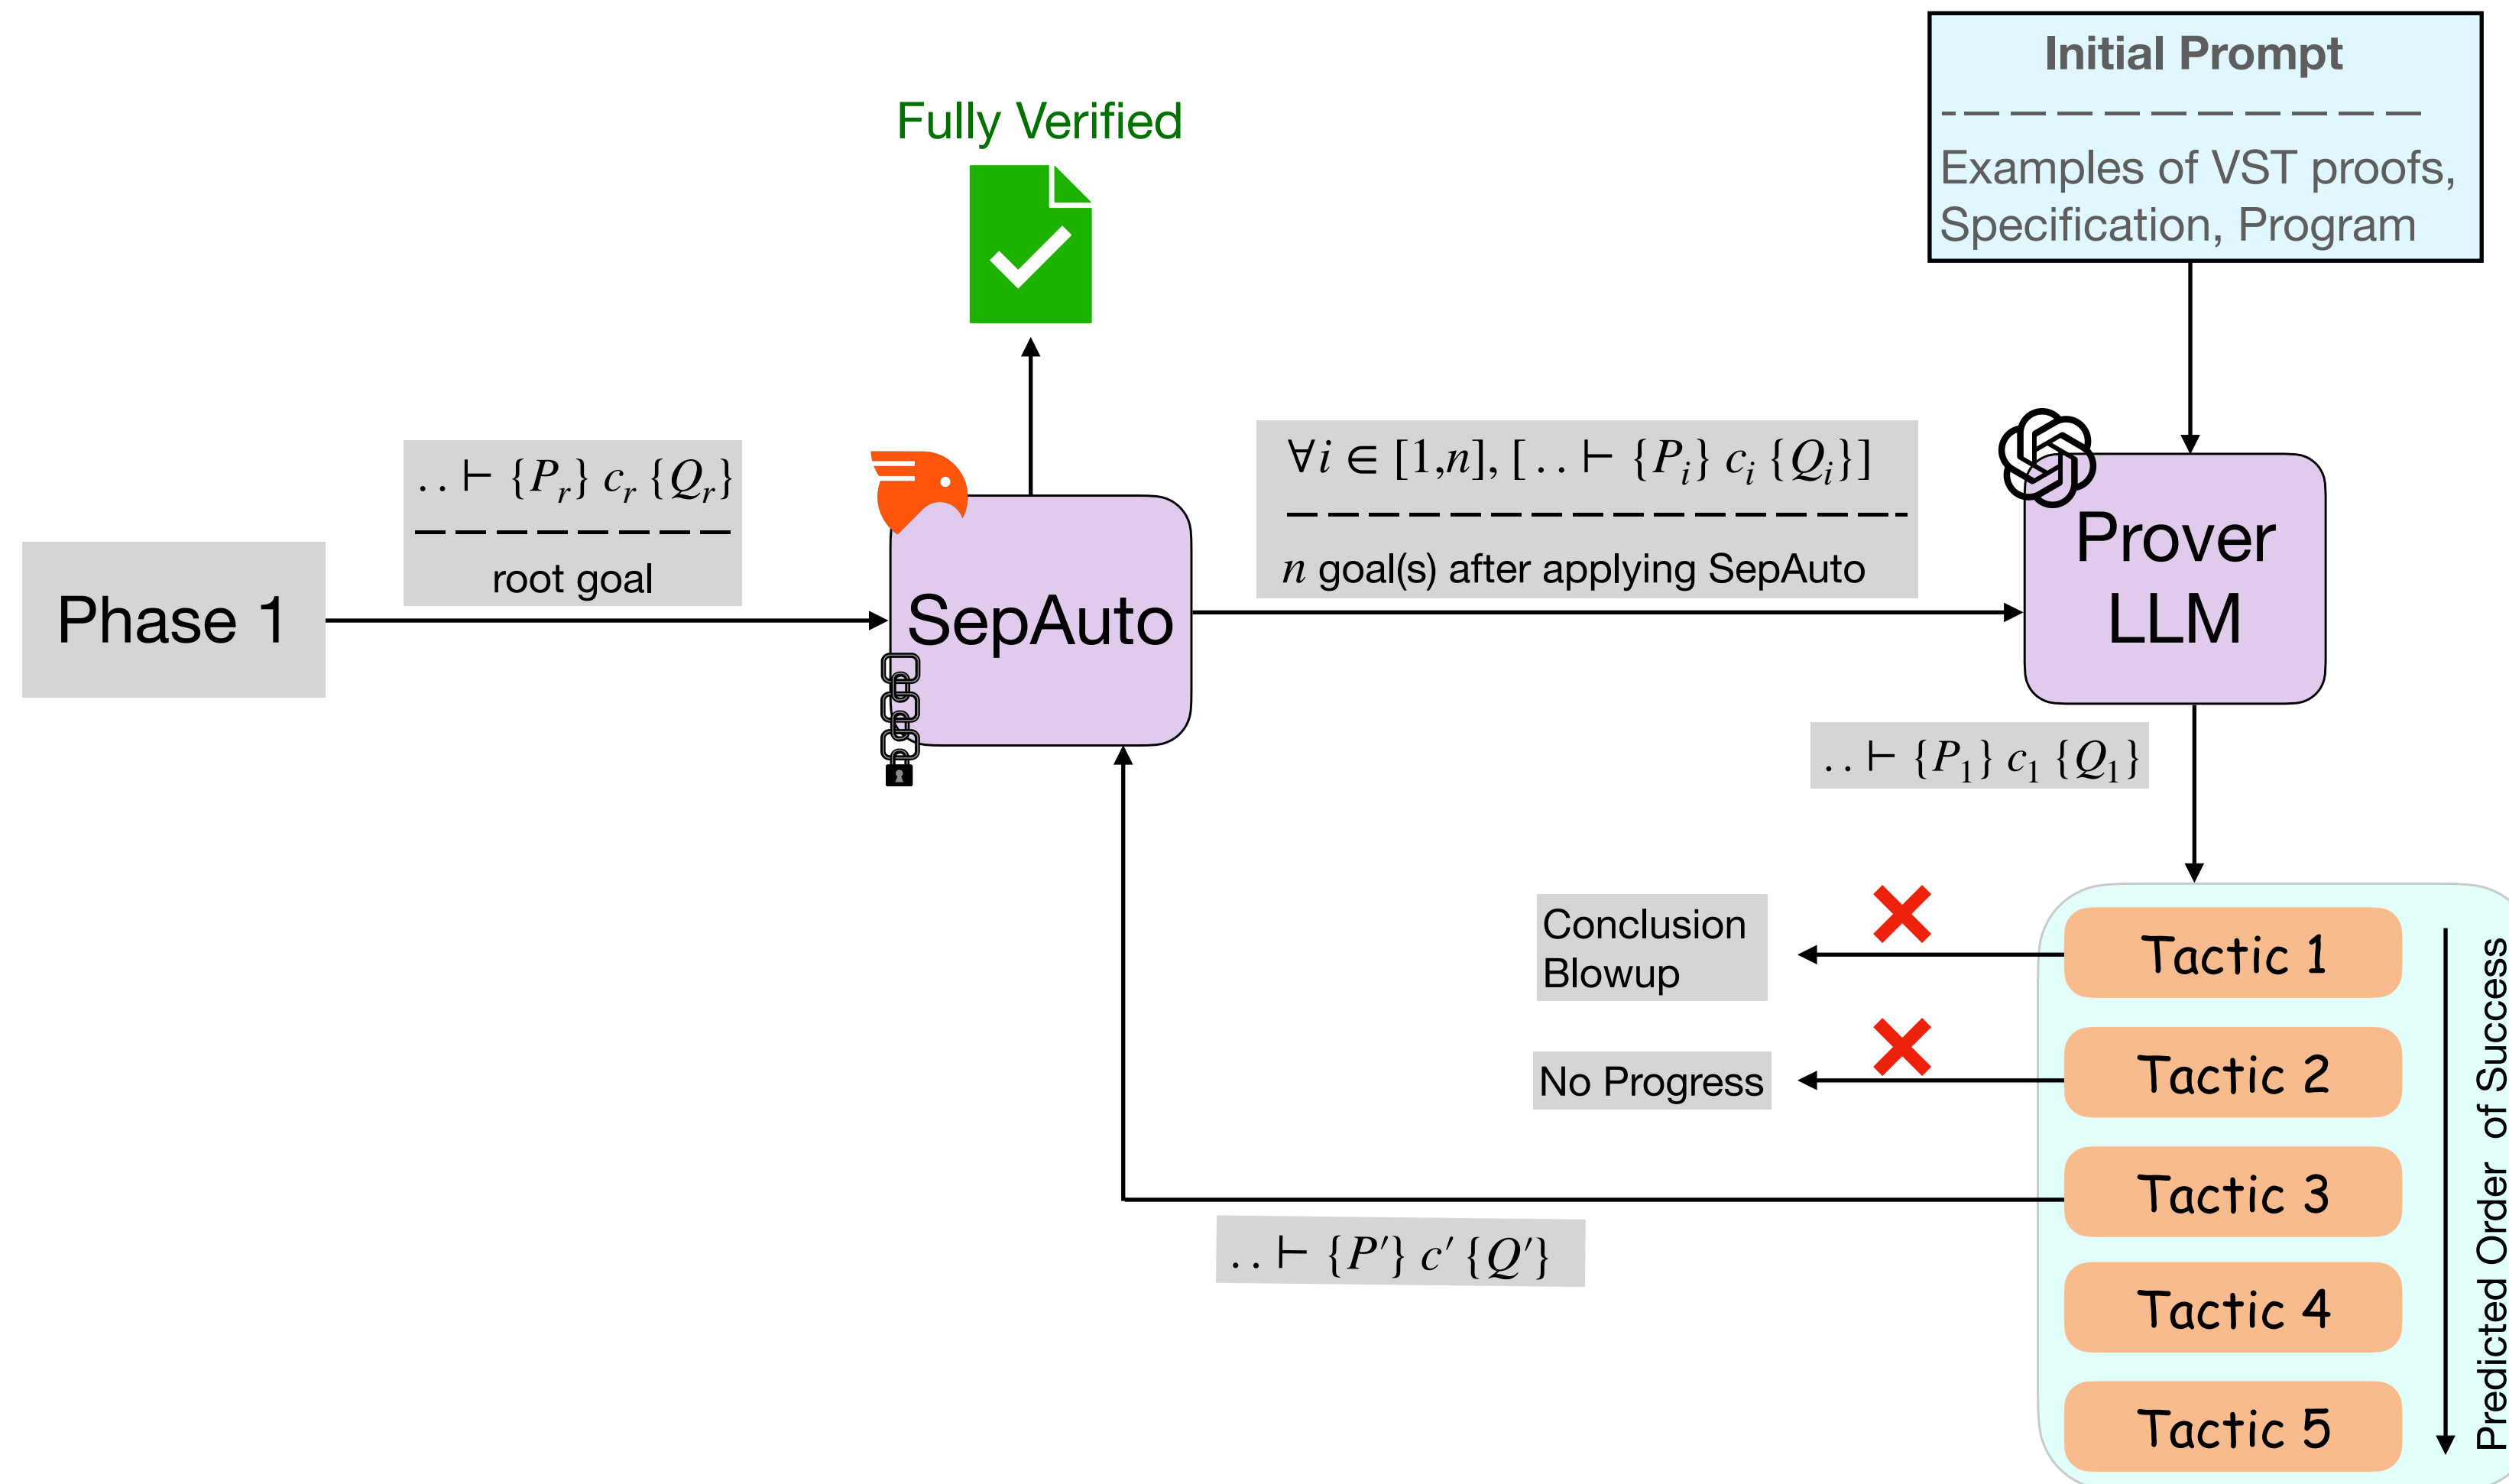 Initial Prompt
Examples of VST proofs,
Specification, Program
Fully Verified
. . ⊢ {P_r} c_r {Q_r}
root goal
∀i ∈ [1,n], [ . . ⊢ {P_i} c_i {Q_i}]
n goal(s) after applying SepAuto
Phase 1
SepAuto
Prover
LLM
. . ⊢ {P_1} c_1 {Q_1}
Conclusion
Blowup
No Progress
Tactic 1
Tactic 2
Tactic 3
Tactic 4
Tactic 5
Predicted Order of Success
. . ⊢ {P′} c′ {Q′}